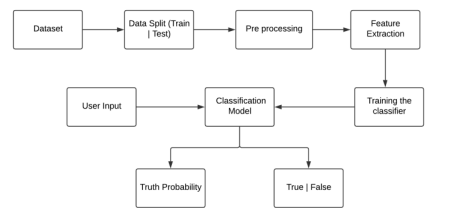 Dataset
Data Split (Train
| Test)
Pre processing
Feature
Extraction
User Input
Classification
Model
Training the
classifier
Truth Probability
True | False